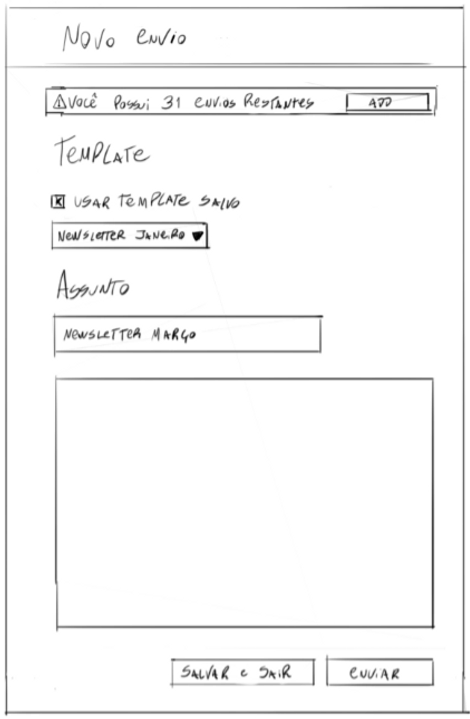 Novo envio
Você possui 31 envios restantes
ADD
Template
Usar template salvo
Newsletter Janeiro
Assunto
Newsletter Março
Salvar e sair
Enviar